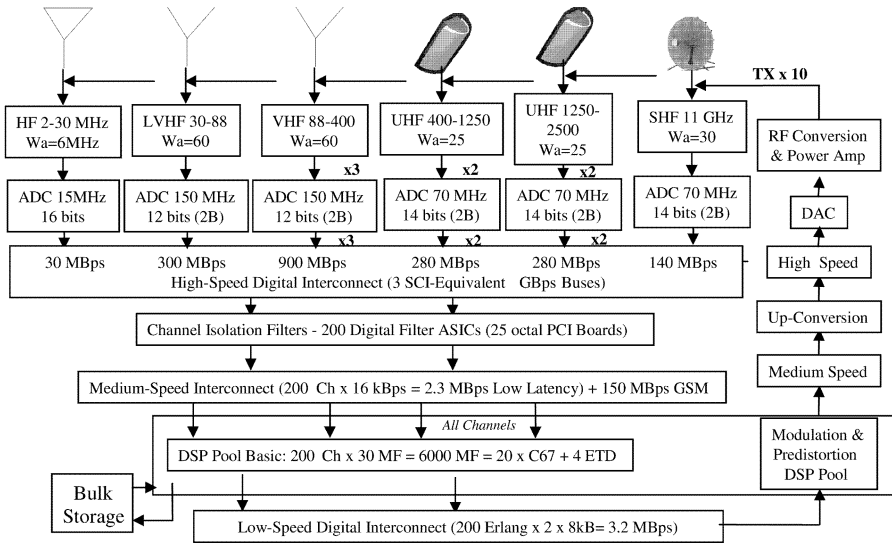 TX x 10
HF 2-30 MHz
Wa=6MHz
LVHF 30-88
Wa=60
VHF 88-400
Wa=60
UHF 400-1250
Wa=25
UHF 1250-
2500
Wa=25
SHF 11 GHz
Wa=30
RF Conversion
& Power Amp
x3
x2
x2
ADC 15MHz
16 bits
ADC 150 MHz
12 bits (2B)
ADC 150 MHz
12 bits (2B)
ADC 70 MHz
14 bits (2B)
ADC 70 MHz
14 bits (2B)
ADC 70 MHz
14 bits (2B)
DAC
x3
x2
x2
30 MBps
300 MBps
900 MBps
280 MBps
280 MBps
140 MBps
High-Speed Digital Interconnect (3 SCI-Equivalent GBps Buses)
High Speed
Channel Isolation Filters - 200 Digital Filter ASICs (25 octal PCI Boards)
Up-Conversion
Medium-Speed Interconnect (200 Ch x 16 kBps = 2.3 MBps Low Latency) + 150 MBps GSM
Medium Speed
All Channels
DSP Pool Basic: 200 Ch x 30 MF = 6000 MF = 20 x C67 + 4 ETD
Modulation &
Predistortion
DSP Pool
Bulk
Storage
Low-Speed Digital Interconnect (200 Erlang x 2 x 8kB= 3.2 MBps)